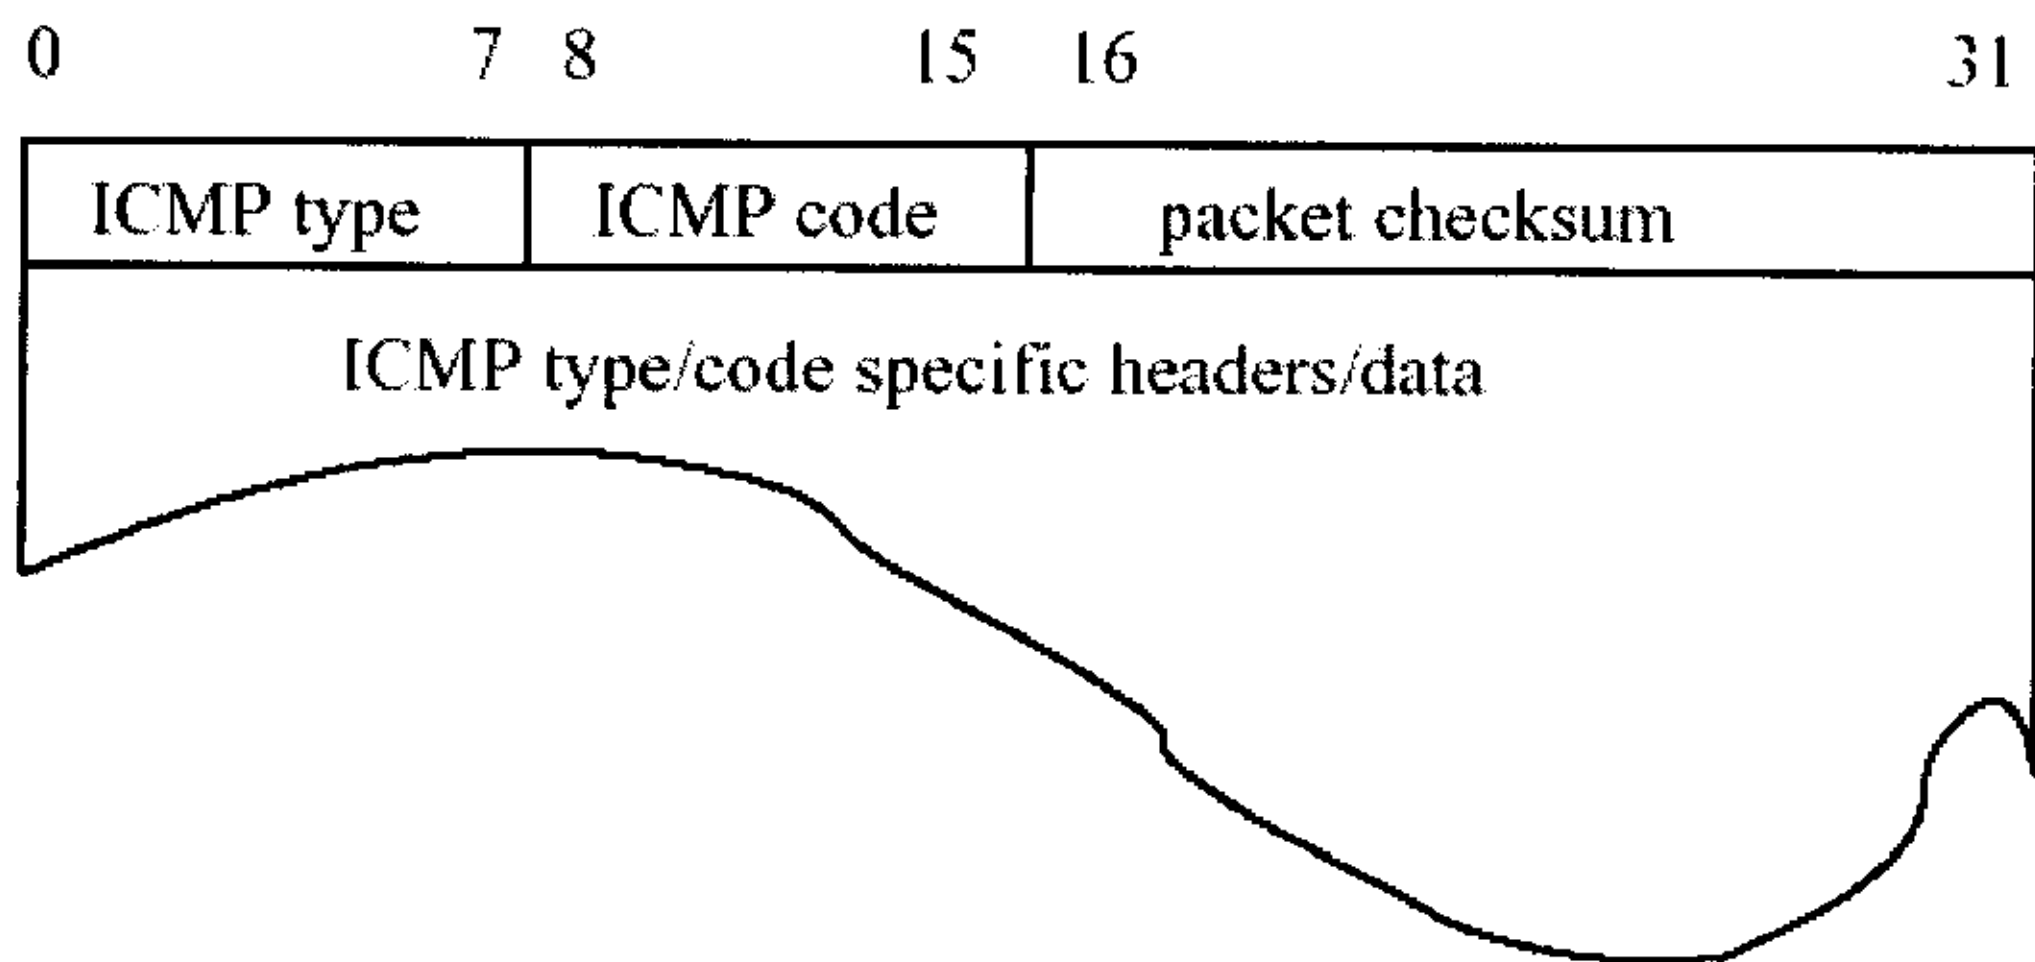 0 7 8 15 16 31
ICMP type ICMP code packet checksum
ICMP type/code specific headers/data